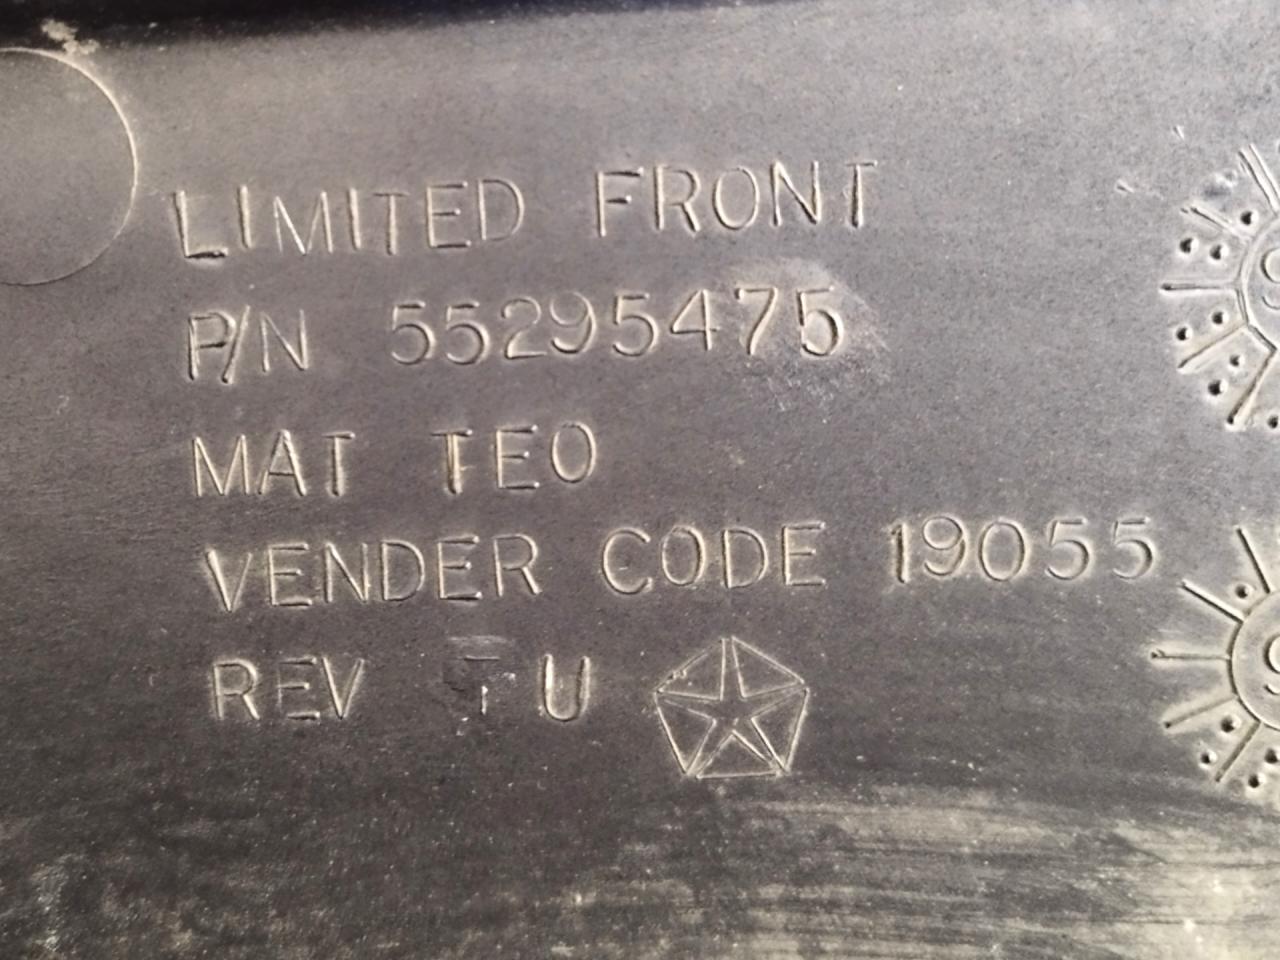 LIMITED FRONT
P/N 55295475
MAT TEO
VENDER CODE 19055
REV U